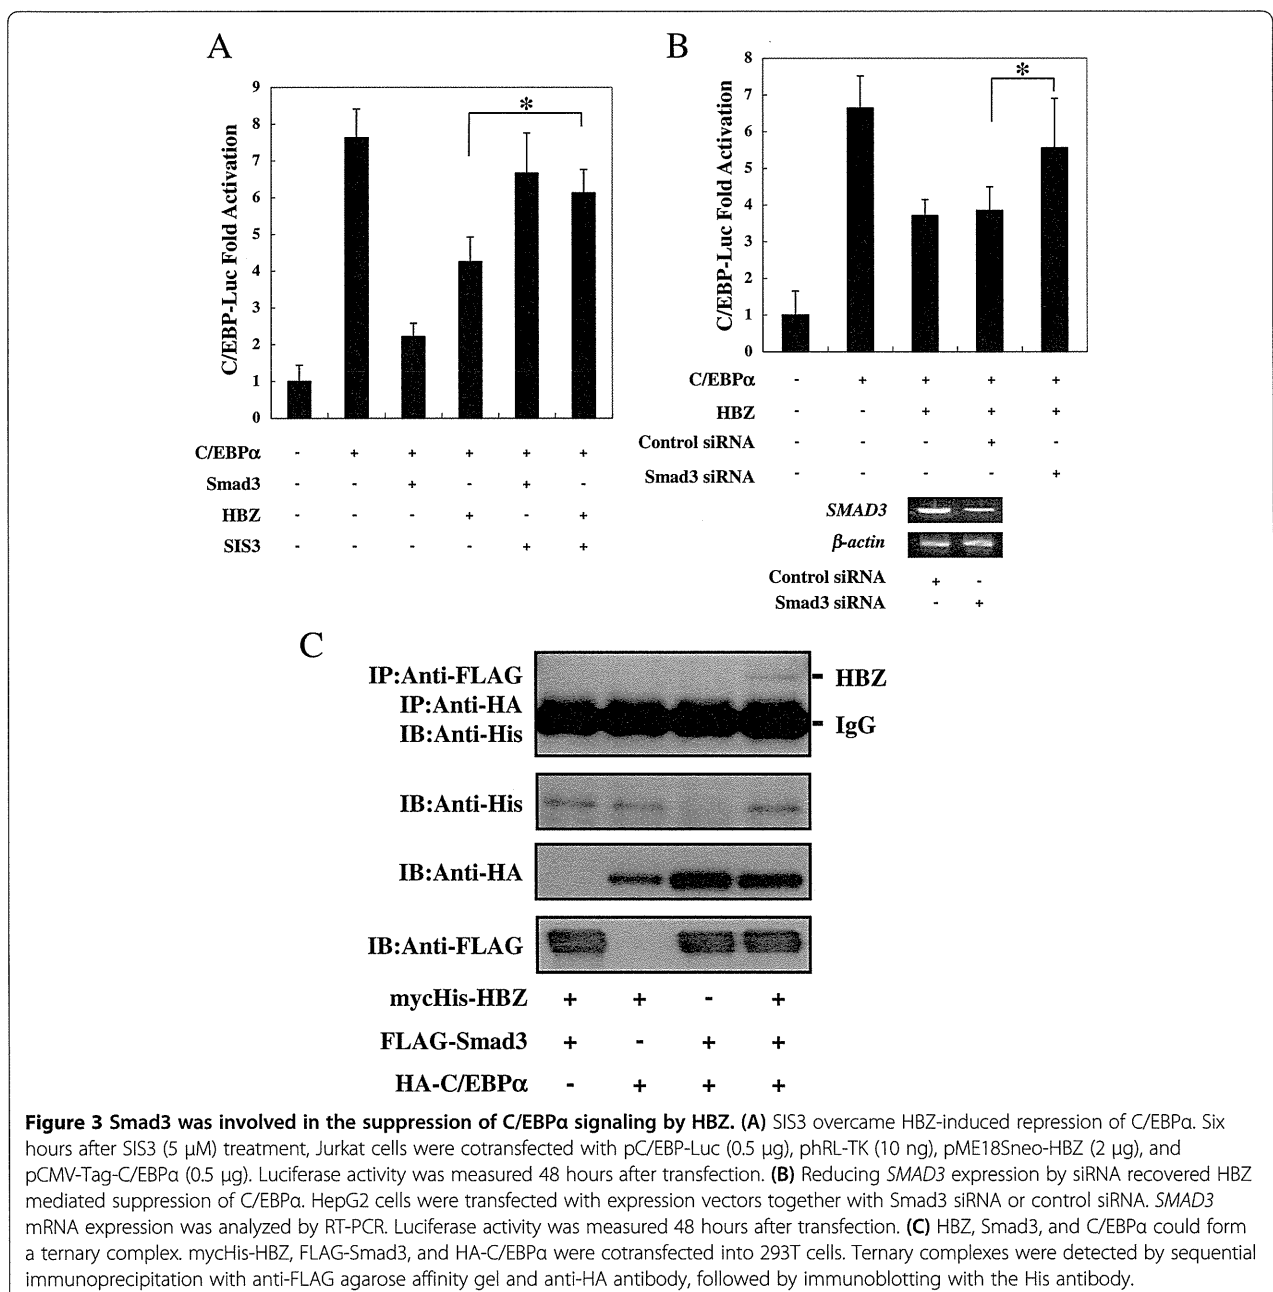 A
C/EBP-Luc Fold Activation
9
8
7
6
5
4
3
2
1
0
*
C/EBPα - + + + + +
Smad3 - - + - + -
HBZ - - - + - +
SIS3 - - - - + +
B
C/EBP-Luc Fold Activation
8
7
6
5
4
3
2
1
0
*
C/EBPα - + + + +
HBZ - - + + +
Control siRNA - - - + -
Smad3 siRNA - - - - +
SMAD3
β-actin
Control siRNA + -
Smad3 siRNA - +
C
IP:Anti-FLAG
IP:Anti-HA
IB:Anti-His
HBZ
IgG
IB:Anti-His
IB:Anti-HA
IB:Anti-FLAG
mycHis-HBZ + + - +
FLAG-Smad3 + - + +
HA-C/EBPα - + + +
Figure 3 Smad3 was involved in the suppression of C/EBPα signaling by HBZ. (A) SIS3 overcame HBZ-induced repression of C/EBPα. Six
hours after SIS3 (5 μM) treatment, Jurkat cells were cotransfected with pC/EBP-Luc (0.5 μg), phRL-TK (10 ng), pME18Sneo-HBZ (2 μg), and
pCMV-Tag-C/EBPα (0.5 μg). Luciferase activity was measured 48 hours after transfection. (B) Reducing SMAD3 expression by siRNA recovered HBZ
mediated suppression of C/EBPα. HepG2 cells were transfected with expression vectors together with Smad3 siRNA or control siRNA. SMAD3
mRNA expression was analyzed by RT-PCR. Luciferase activity was measured 48 hours after transfection. (C) HBZ, Smad3, and C/EBPα could form
a ternary complex. mycHis-HBZ, FLAG-Smad3, and HA-C/EBPα were cotransfected into 293T cells. Ternary complexes were detected by sequential
immunoprecipitation with anti-FLAG agarose affinity gel and anti-HA antibody, followed by immunoblotting with the His antibody.